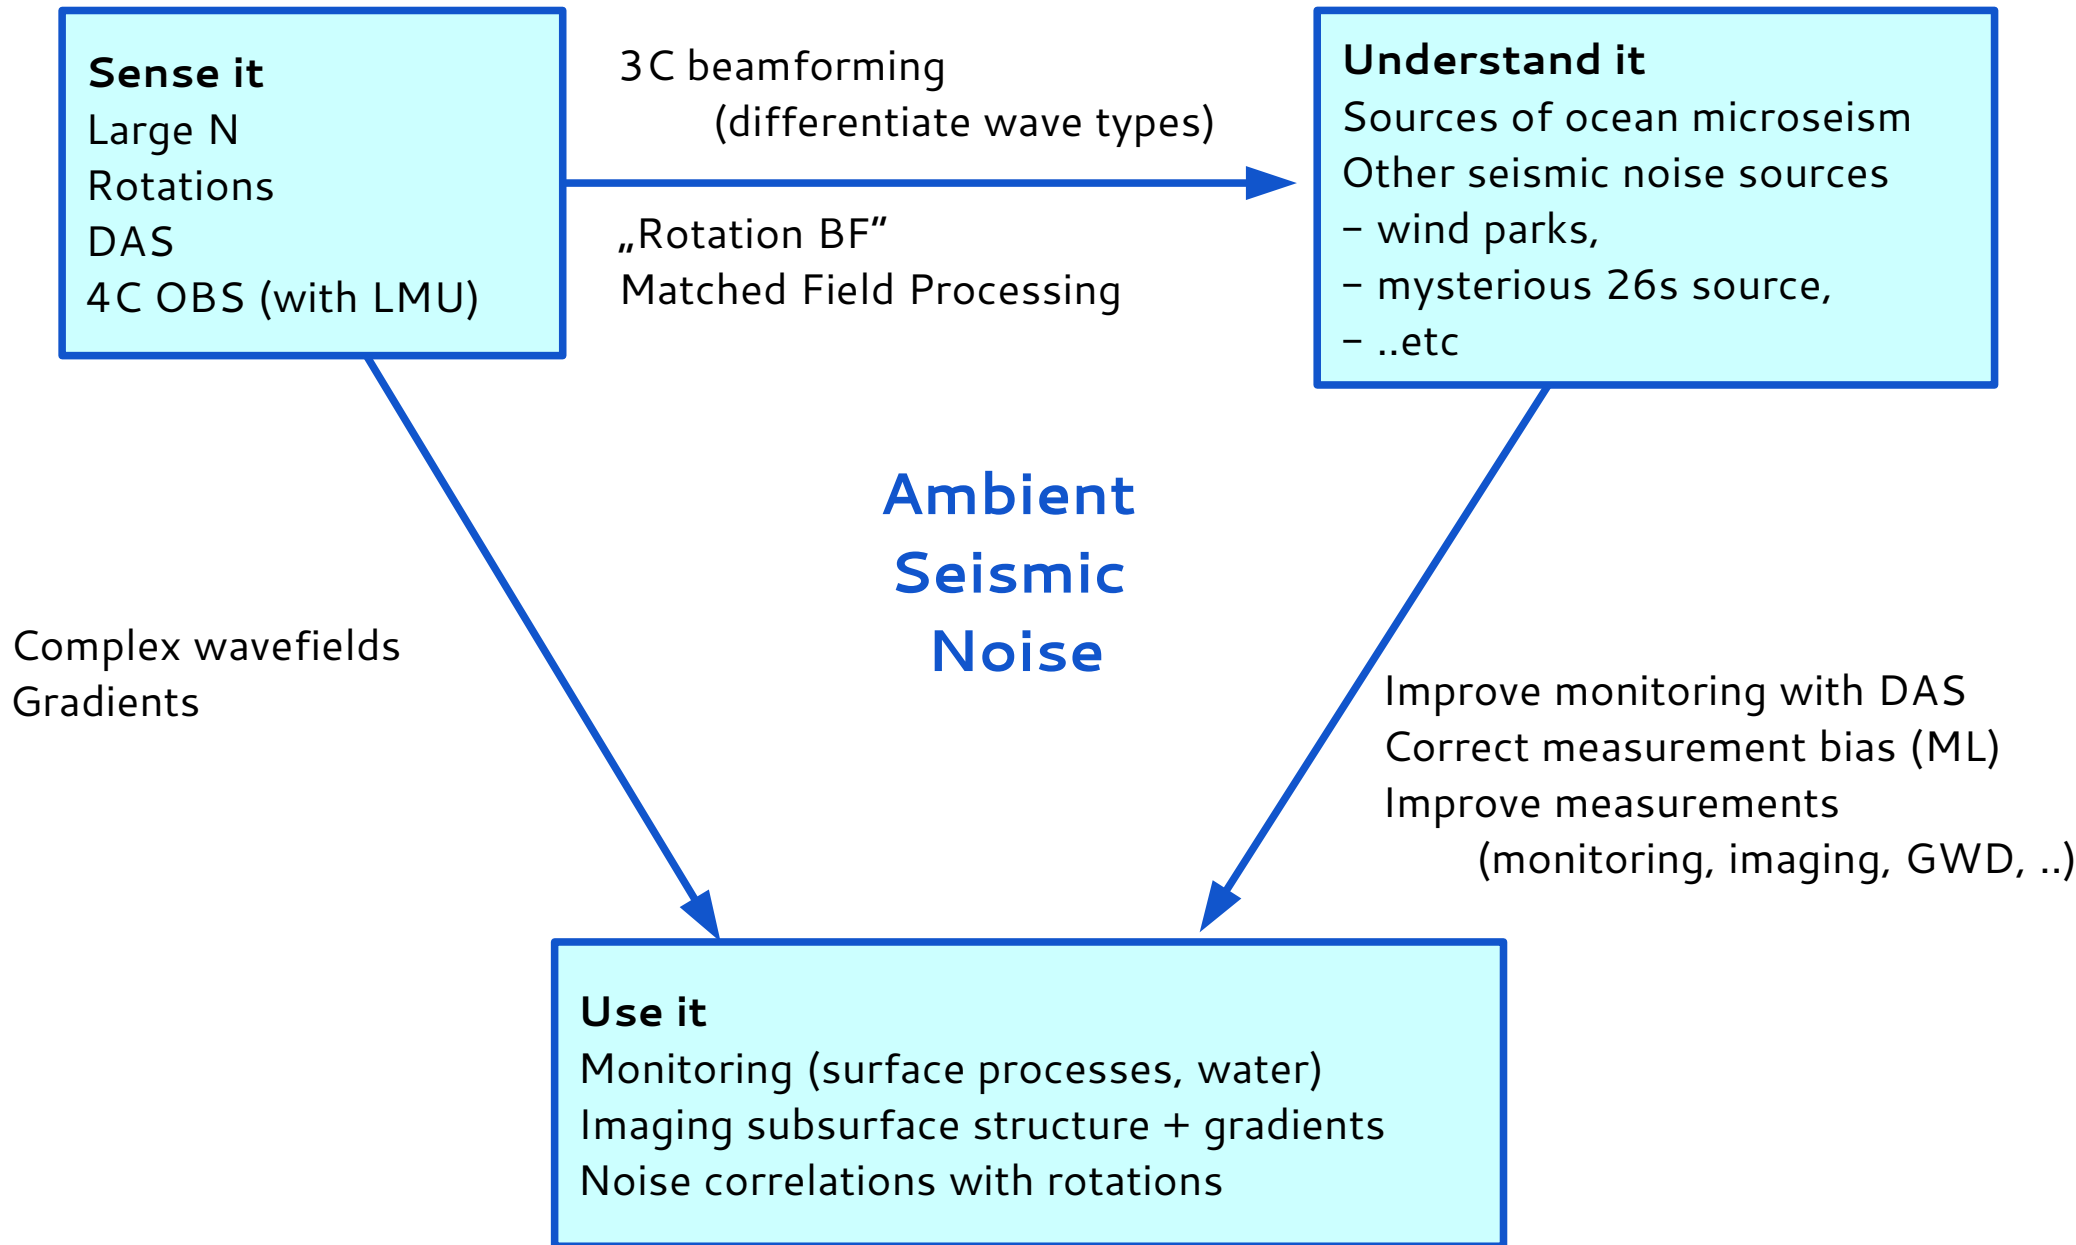 Sense it
Large N
Rotations
DAS
4C OBS (with LMU)
3C beamforming
(differentiate wave types)
„Rotation BF“
Matched Field Processing
Understand it
Sources of ocean microseism
Other seismic noise sources
- wind parks,
- mysterious 26s source,
- ..etc
Ambient
Seismic
Noise
Complex wavefields
Gradients
Improve monitoring with DAS
Correct measurement bias (ML)
Improve measurements
(monitoring, imaging, GWD, ..)
Use it
Monitoring (surface processes, water)
Imaging subsurface structure + gradients
Noise correlations with rotations